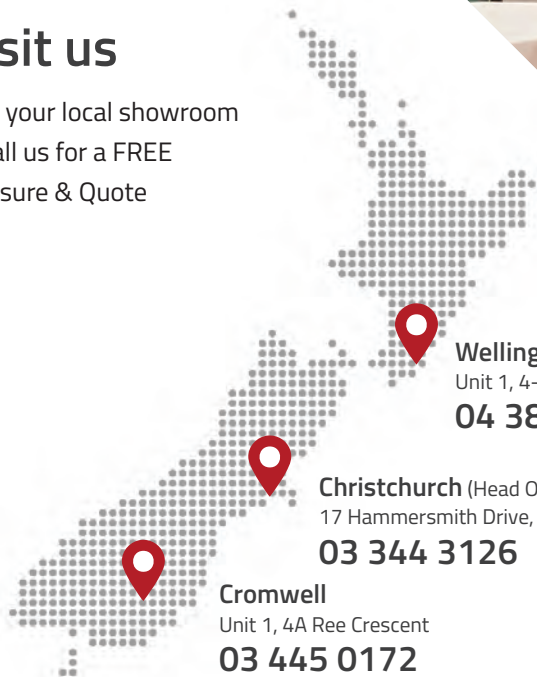 sit us
your local showroom
all us for a FREE
sure & Quote
Welling
Unit 1, 4-
04 38
Christchurch (Head O
17 Hammersmith Drive,
03 344 3126
Cromwell
Unit 1, 4A Ree Crescent
03 445 0172